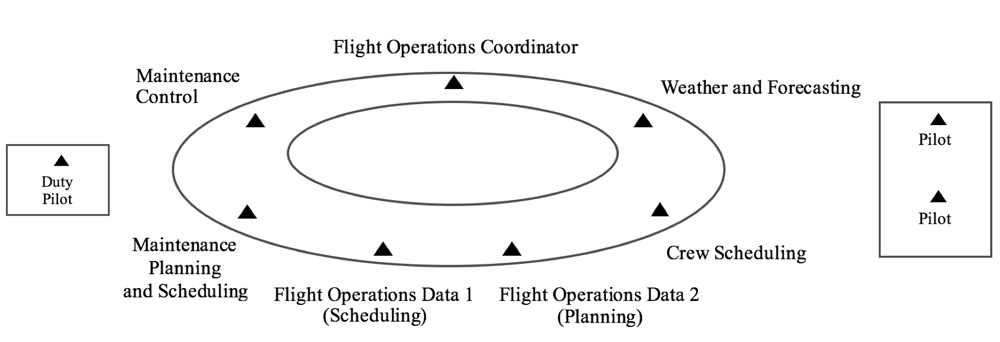 Flight Operations Coordinator
Maintenance
Control
Weather and Forecasting
Pilot
Duty
Pilot
Pilot
Maintenance
Planning
and Scheduling
Crew Scheduling
Flight Operations Data 1
(Scheduling)
Flight Operations Data 2
(Planning)